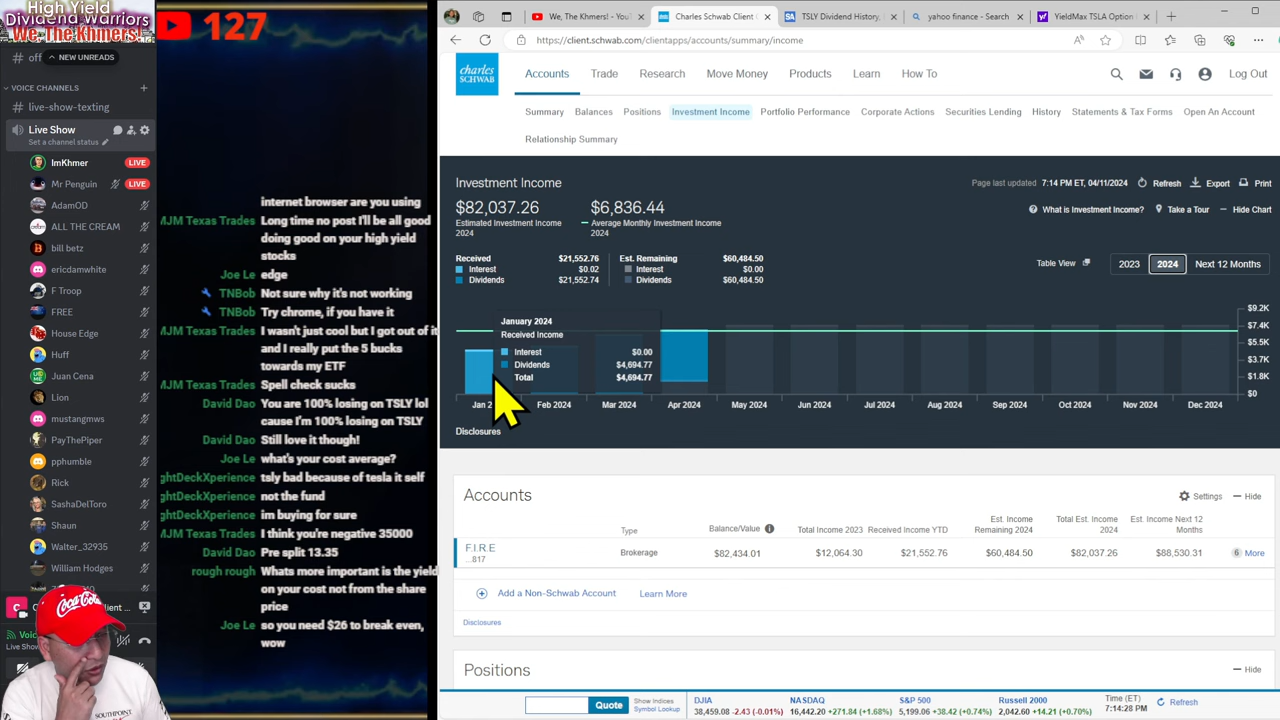 High Yield
Dividend Warriors
We, The Khmers!
# off
NEW UNREADS
VOICE CHANNELS
live-show-texting
Live Show
Set a channel status
ImKhmer
LIVE
Mr Penguin
LIVE
AdamOD
ALL THE CREAM
bill betz
ericdamwhite
F Troop
FREE
House Edge
Huff
Juan Cena
Lion
mustangmws
PayThePiper
pphumble
Rick
SashaDelToro
Shaun
Walter_32935
William Hodges
Client ...
Coca-Cola
Live Show
SOUTHPOINT
127
internet browser are you using
MJM Texas Trades Long time no post I'll be all good
doing good on your high yield
stocks
Joe Le edge
TNBob Not sure why it's not working
TNBob Try chrome, if you have it
MJM Texas Trades I wasn't just cool but I got out of it
and I really put the 5 bucks
towards my ETF
MJM Texas Trades Spell check sucks
David Dao You are 100% losing on TSLY lol
cause I'm 100% losing on TSLY
David Dao Still love it though!
Joe Le what's your cost average?
ghtDeckXperience tsly bad because of tesla it self
ghtDeckXperience not the fund
ghtDeckXperience im buying for sure
MJM Texas Trades I think you're negative 35000
David Dao Pre split 13.35
rough rough Whats more important is the yield
on your cost not from the share
price
Joe Le so you need $26 to break even,
wow
We, The Khmers! - YouT
Charles Schwab Client C
TSLY Dividend History,
yahoo finance - Search
YieldMax TSLA Option I
https://client.schwab.com/clientapps/accounts/summary/income
charles
SCHWAB
Accounts Trade Research Move Money Products Learn How To
Log Out
Summary Balances Positions Investment Income Portfolio Performance Corporate Actions Securities Lending History Statements & Tax Forms Open An Account
Relationship Summary
Investment Income
Page last updated 7:14 PM ET, 04/11/2024 Refresh Export Print
$82,037.26
Estimated Investment Income
2024
$6,836.44
Average Monthly Investment Income
2024
What is Investment Income? Take a Tour Hide Chart
Received $21,552.76
Interest $0.02
Dividends $21,552.74
Est. Remaining $60,484.50
Interest $0.00
Dividends $60,484.50
Table View 2023 2024 Next 12 Months
January 2024
Received Income
Interest $0.00
Dividends $4,694.77
Total $4,694.77
$9.2K
$7.4K
$5.5K
$3.7K
$1.8K
$0
Jan 2 Feb 2024 Mar 2024 Apr 2024 May 2024 Jun 2024 Jul 2024 Aug 2024 Sep 2024 Oct 2024 Nov 2024 Dec 2024
Disclosures
Accounts
Settings Hide
Type Balance/Value Total Income 2023 Received Income YTD Est. Income Remaining 2024 Total Est. Income 2024 Est. Income Next 12 Months
F.I.R.E
...817
Brokerage $82,434.01 $12,064.30 $21,552.76 $60,484.50 $82,037.26 $88,530.31 6 More
Add a Non-Schwab Account Learn More
Disclosures
Positions
Hide
Quote
Show Indices
Symbol Lookup
DJIA
38,459.08 -2.43 (-0.01%)
NASDAQ
16,442.20 +271.84 (+1.68%)
S&P 500
5,199.06 +38.42 (+0.74%)
Russell 2000
2,042.60 +14.21 (+0.70%)
Time (ET)
7:14:28 PM
Refresh